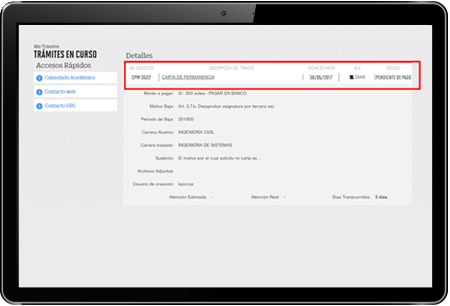 Mis Trámites
TRÁMITES EN CURSO
Accesos Rápidos
Calendario Académico
Contacto web
Contacto UPC
Detalles
NO. SOLICITUD DESCRIPCIÓN DEL TRÁMITE FECHA DE INICIO SLA ESTADO
CPM 3522 CARTA DE PERMANENCIA 30/05/2017 DÍAS PENDIENTE DE PAGO
Monto a pagar: S/. 300 soles - PAGAR EN BANCO
Motivo Baja: Art. 3.7.b. Desaprobar asignatura por tercera vez
Periodo de Baja: 201600
Carrera Alumno: INGENIERIA CIVIL
Carrera traslado: INGENIERIA DE SISTEMAS
Sustento: El motivo por el cual solicito mi carta es ...
Archivos Adjuntos:
Usuario de creación: kporras
Atención Estimada: - Atención Real: - Días Transcurridos: 3 días